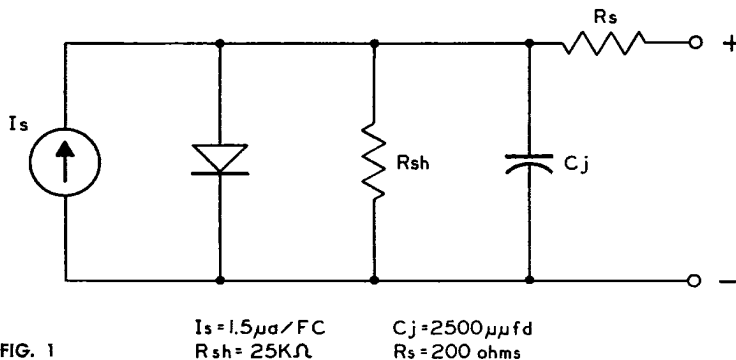 Rs
+
Is
Rsh
Cj
−
Is=1.5μa/FC Cj=2500μμfd
FIG. 1 Rsh= 25KΩ Rs=200 ohms